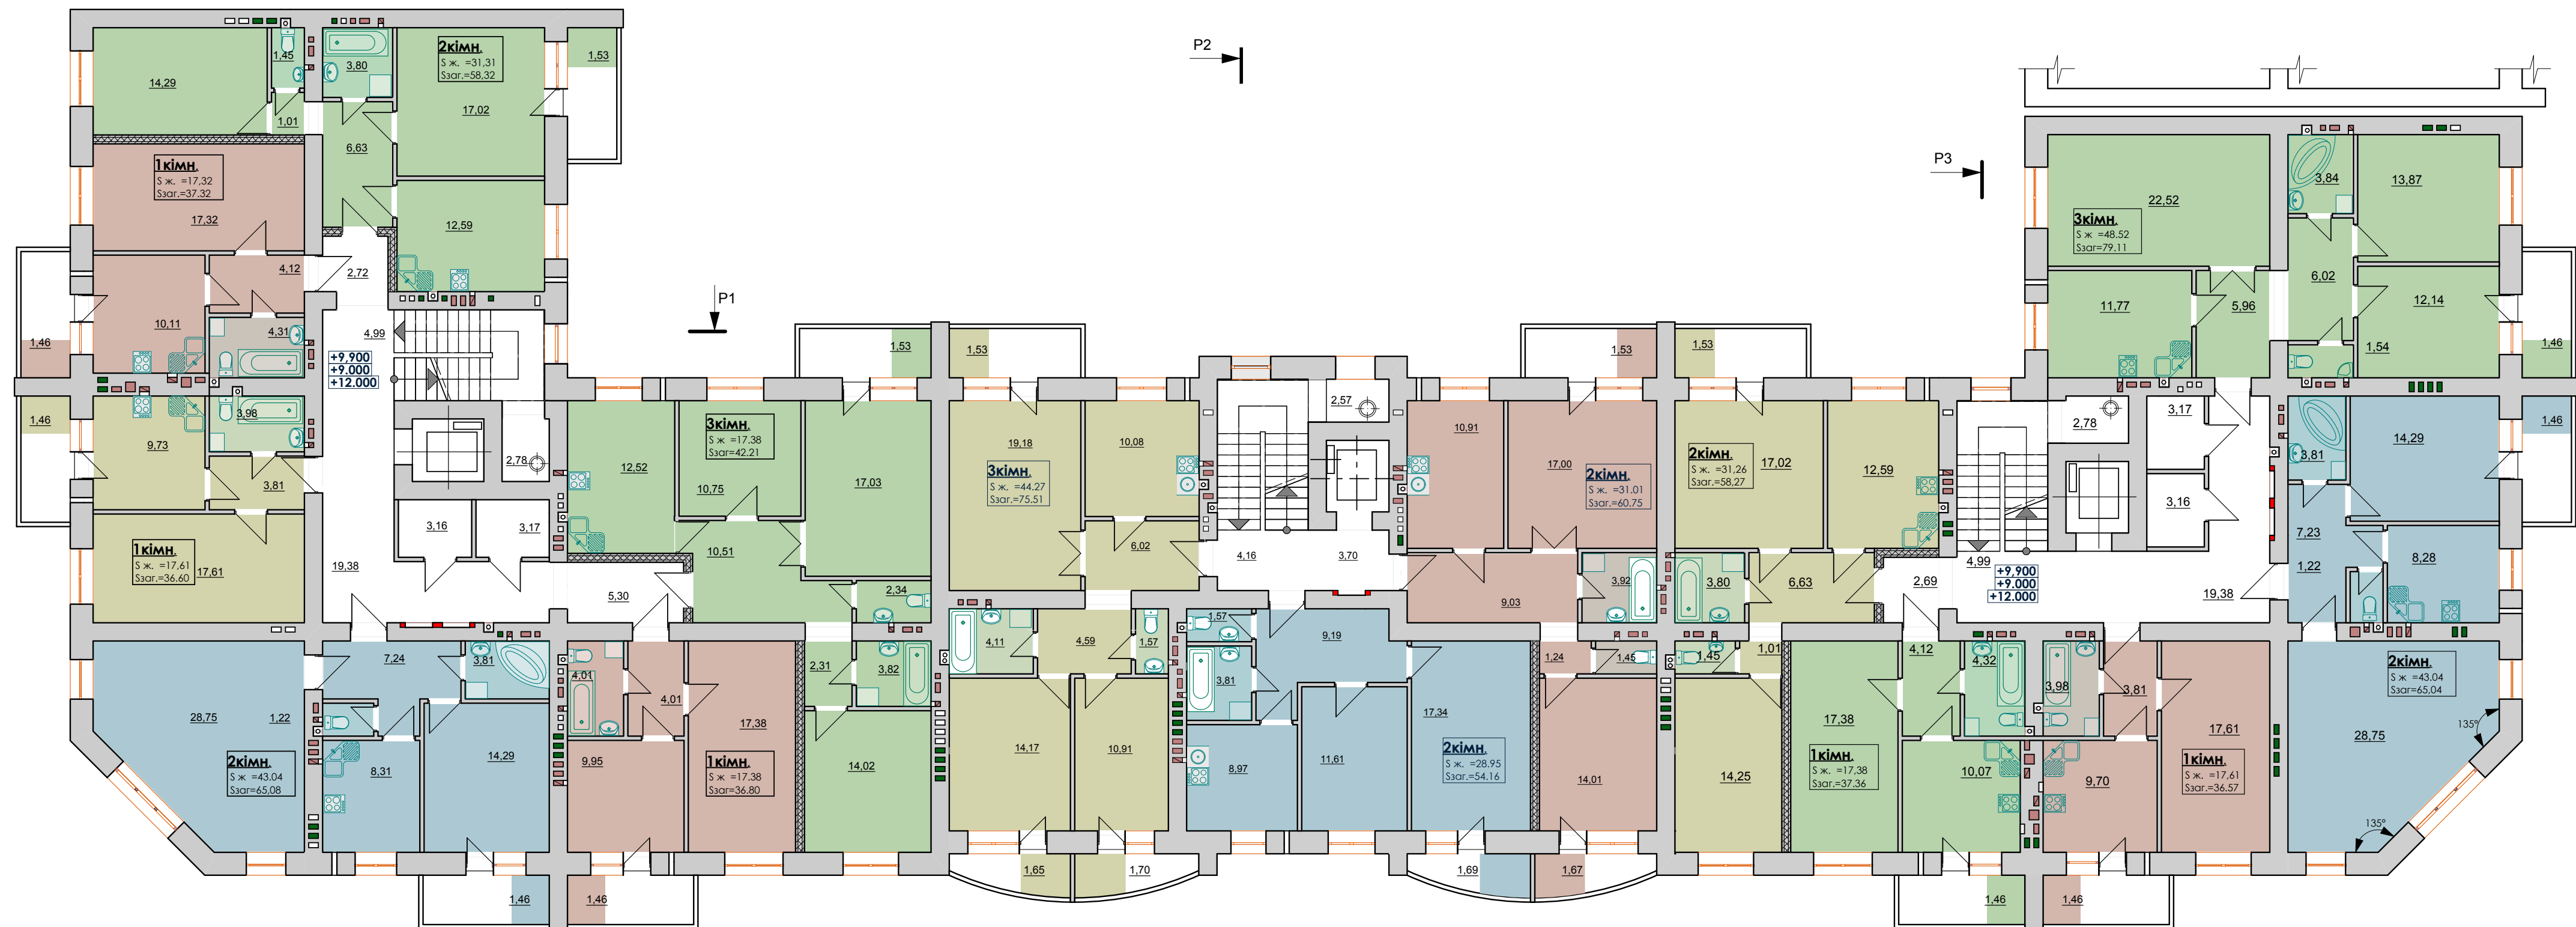 P2
P3
P1
14,29
1,45
3,80
2кімн.
S ж. =31,31
Sзаг.=58,32
17,02
1,53
1,01
6,63
1кімн.
S ж. =17,32
Sзаг.=37.32
17,32
12,59
4,12
2,72
10,11
4,31
4,99
1,46
+9,900
+9.000
+12.000
1,46
9,73
3,98
3,81
2,78
3,16
3,17
1кімн.
S ж. =17,61
Sзаг.=36.60
17,61
19,38
5,30
28,75
1,22
7,24
3,81
2кімн.
S ж =43.04
Sзаг=65,08
8,31
14,29
1,46
12,52
3кімн.
S ж =17.38
Sзаг=42.21
10,75
17,03
1,53
10,51
2,34
2,31
3,82
14,02
4,01
4,01
17,38
9,95
1кімн.
S ж =17.38
Sзаг=36.80
1,46
1,53
19,18
3кімн.
S ж. =44.27
Sзаг.=75.51
10,08
6,02
4,11
4,59
1,57
14,17
10,91
1,65
1,70
2,57
4,16
3,70
1,57
9,19
3,81
8,97
11,61
17,34
2кімн.
S ж. =28.95
Sзаг.=54.16
1,69
10,91
17,00
2кімн.
S ж. =31.01
Sзаг.=60.75
1,53
9,03
3,92
1,24
1,45
14,01
1,67
1,53
2кімн.
S ж. =31,26
Sзаг.=58,27
17,02
12,59
3,80
6,63
1,45
1,01
14,25
2,69
4,99
+9,900
+9.000
+12.000
19,38
2,78
3,17
3,16
17,38
4,12
4,32
1кімн.
S ж. =17,38
Sзаг.=37.36
10,07
1,46
3,98
3,81
17,61
9,70
1кімн.
S ж. =17,61
Sзаг.=36.57
1,46
22,52
3кімн.
S ж =48.52
Sзаг=79.11
11,77
5,96
3,84
13,87
6,02
12,14
1,54
1,46
3,81
14,29
1,46
7,23
1,22
8,28
2кімн.
S ж =43.04
Sзаг=65,04
28,75
135°
135°